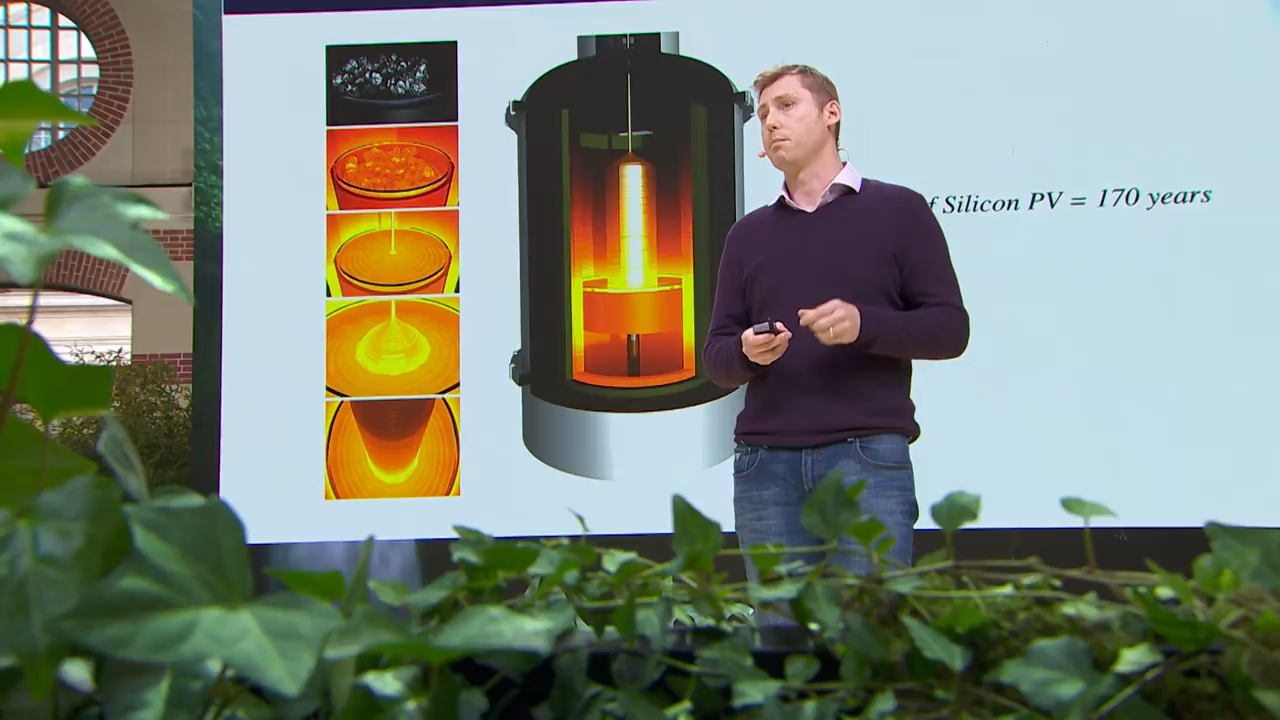 f Silicon PV = 170 years